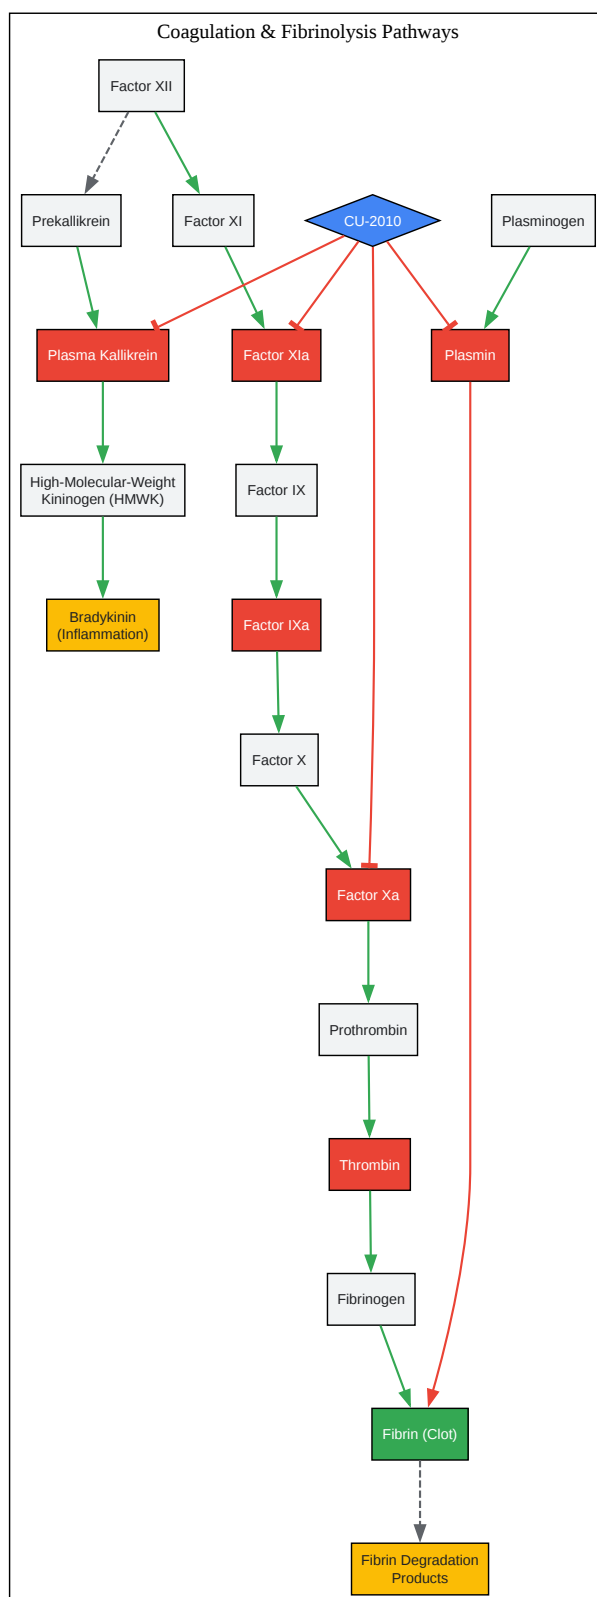 Coagulation & Fibrinolysis Pathways
Factor XII
Prekallikrein
Factor XI
CU-2010
Plasminogen
Plasma Kallikrein
Factor XIa
Plasmin
High-Molecular-Weight
Kininogen (HMWK)
Factor IX
Bradykinin
(Inflammation)
Factor IXa
Factor X
Factor Xa
Prothrombin
Thrombin
Fibrinogen
Fibrin (Clot)
Fibrin Degradation
Products